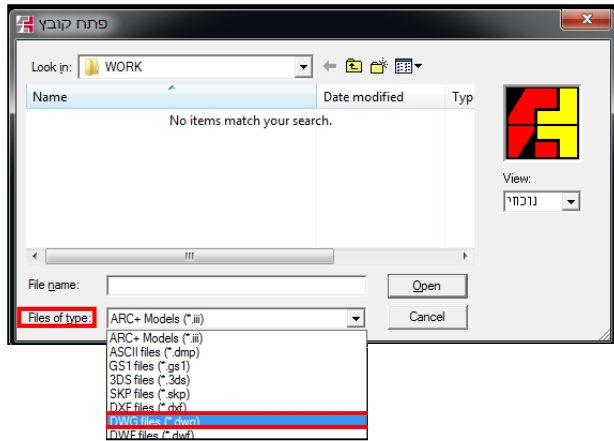 פתח קובץ
Look in: WORK
Name Date modified Typ
No items match your search.
View:
נוכחי
File name: Open
Files of type: ARC+ Models (*.iii) Cancel
ARC+ Models (*.iii)
ASCII files (*.dmp)
GS1 files (*.gs1)
3DS files (*.3ds)
SKP files (*.skp)
DXF files (*.dxf)
DWG files (*.dwg)
DWF files (*.dwf)